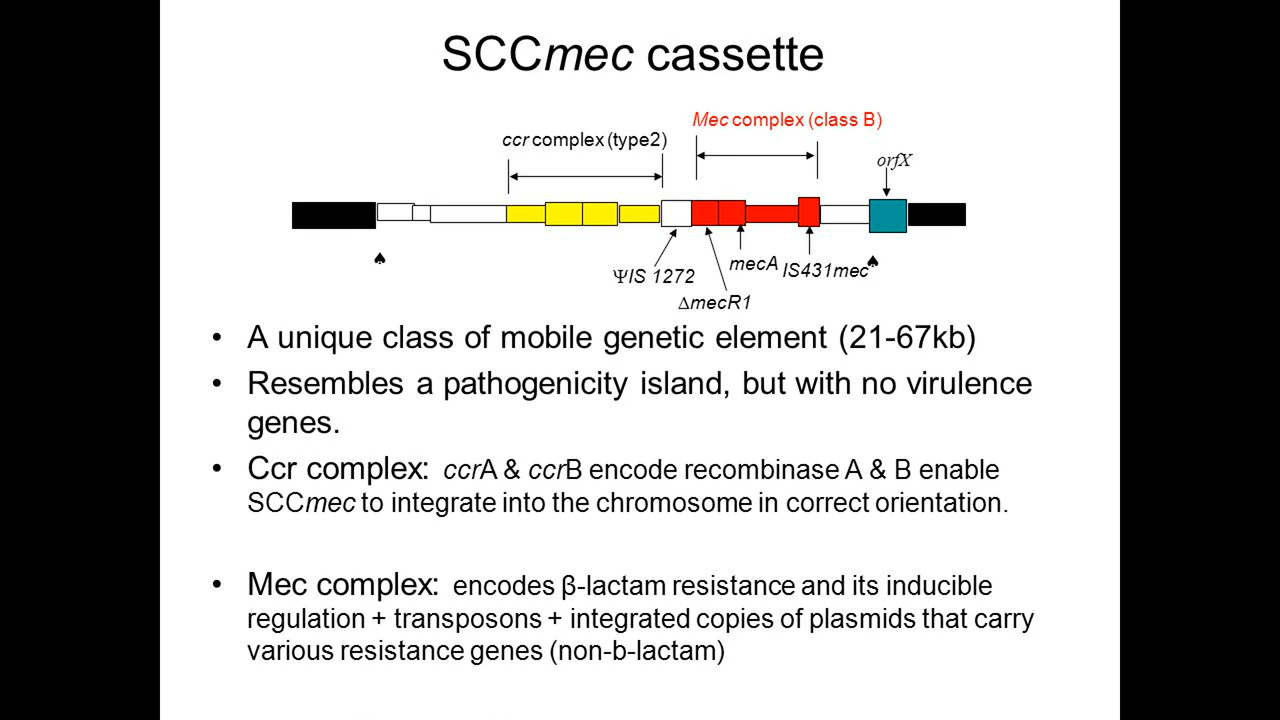 SCCmec cassette
Mec complex (class B)
ccr complex (type2)
orfX
mecA
IS431mec
ΨIS 1272
ΔmecR1
• A unique class of mobile genetic element (21-67kb)
• Resembles a pathogenicity island, but with no virulence
genes.
• Ccr complex: ccrA & ccrB encode recombinase A & B enable
SCCmec to integrate into the chromosome in correct orientation.
• Mec complex: encodes β-lactam resistance and its inducible
regulation + transposons + integrated copies of plasmids that carry
various resistance genes (non-b-lactam)